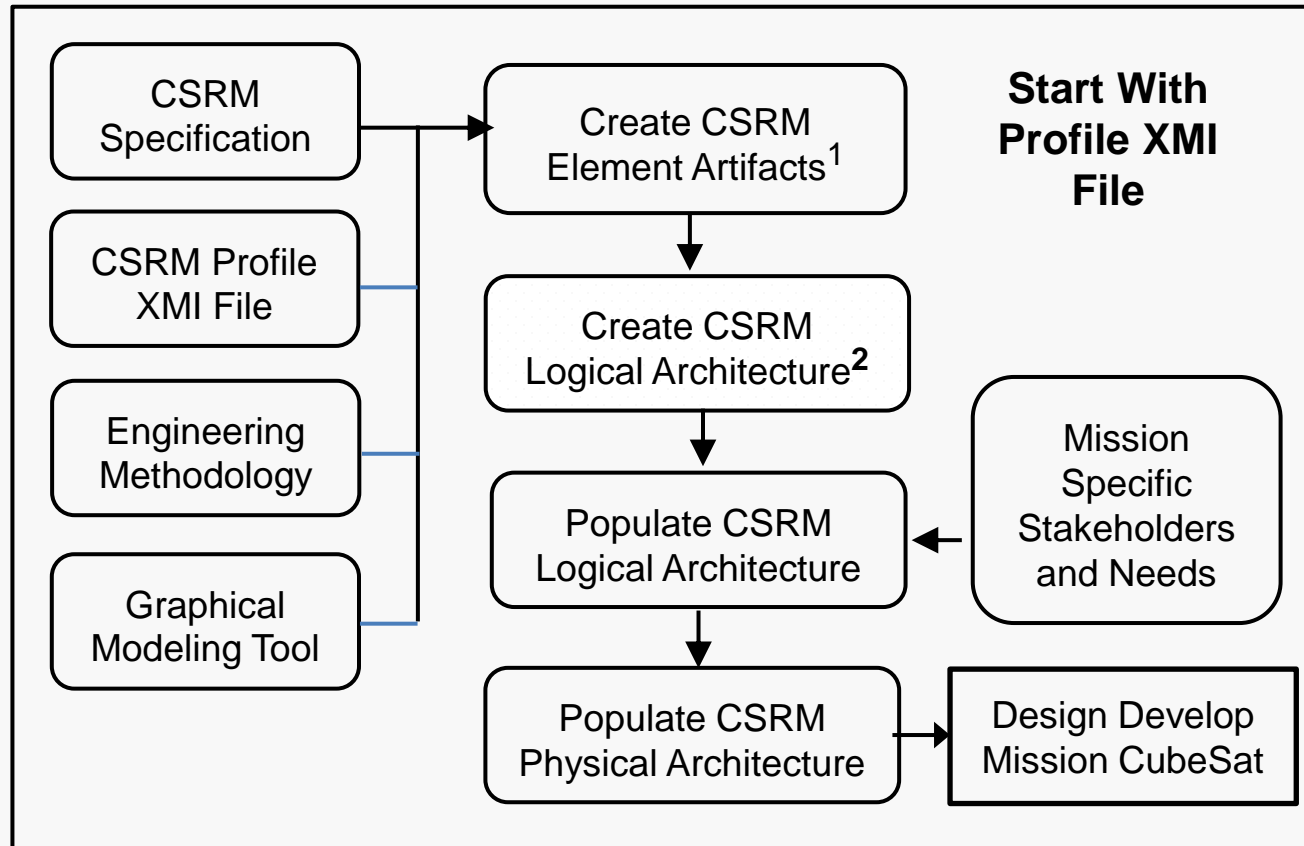 CSRM
Specification
CSRM Profile
XMI File
Engineering
Methodology
Graphical
Modeling Tool
Create CSRM
Element Artifacts1
Create CSRM
Logical Architecture2
Populate CSRM
Logical Architecture
Populate CSRM
Physical Architecture
Start With
Profile XMI
File
Mission
Specific
Stakeholders
and Needs
Design Develop
Mission CubeSat